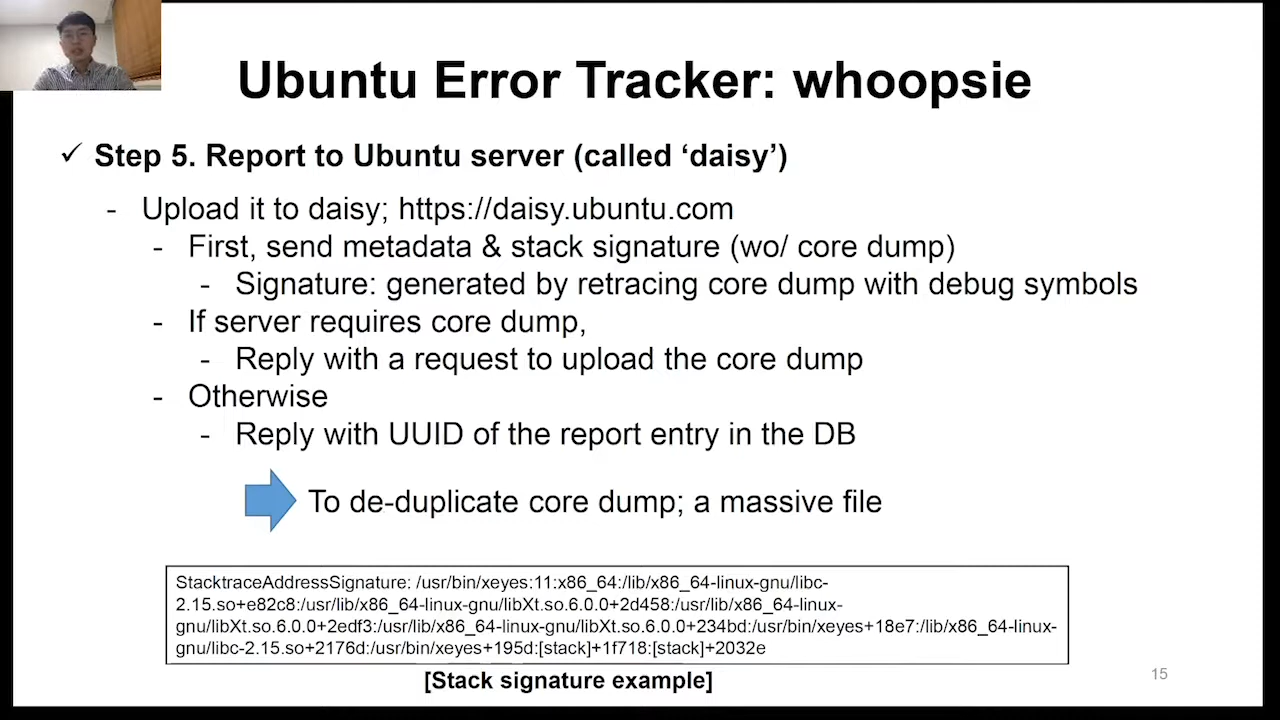 Ubuntu Error Tracker: whoopsie
✓ Step 5. Report to Ubuntu server (called ‘daisy’)
- Upload it to daisy; https://daisy.ubuntu.com
- First, send metadata & stack signature (wo/ core dump)
- Signature: generated by retracing core dump with debug symbols
- If server requires core dump,
- Reply with a request to upload the core dump
- Otherwise
- Reply with UUID of the report entry in the DB
To de-duplicate core dump; a massive file
StacktraceAddressSignature: /usr/bin/xeyes:11:x86_64:/lib/x86_64-linux-gnu/libc-
2.15.so+e82c8:/usr/lib/x86_64-linux-gnu/libXt.so.6.0.0+2d458:/usr/lib/x86_64-linux-
gnu/libXt.so.6.0.0+2edf3:/usr/lib/x86_64-linux-gnu/libXt.so.6.0.0+234bd:/usr/bin/xeyes+18e7:/lib/x86_64-linux-
gnu/libc-2.15.so+2176d:/usr/bin/xeyes+195d:[stack]+1f718:[stack]+2032e
[Stack signature example]
15